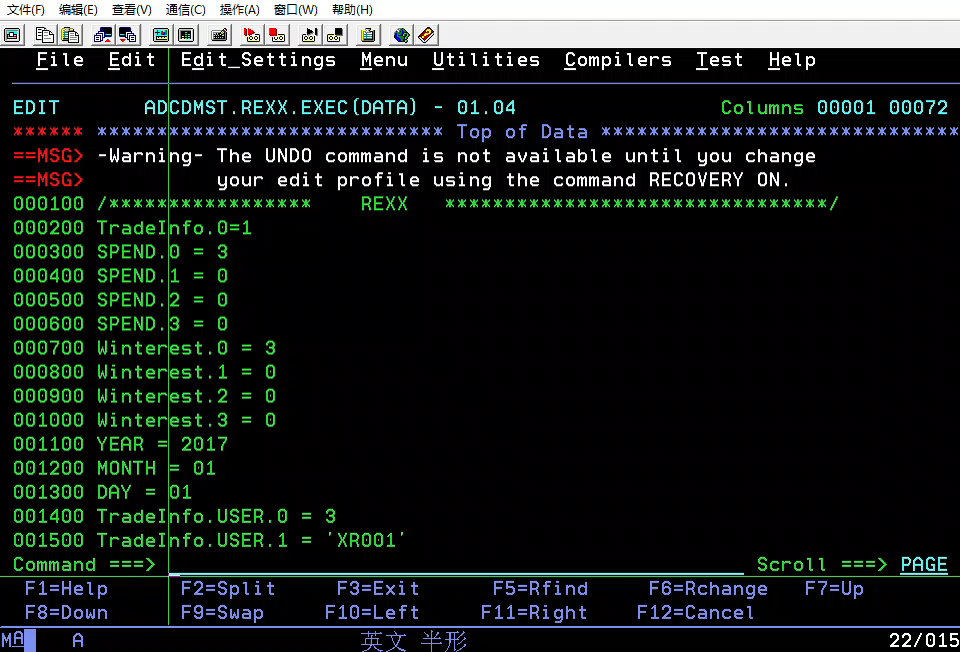 文件(F) 编辑(E) 查看(V) 通信(C) 操作(A) 窗口(W) 帮助(H)
File Edit Edit_Settings Menu Utilities Compilers Test Help
EDIT ADCDMST.REXX.EXEC(DATA) - 01.04 Columns 00001 00072
****** ***************************** Top of Data ******************************
==MSG> -Warning- The UNDO command is not available until you change
==MSG> your edit profile using the command RECOVERY ON.
000100 /***************** REXX ********************************/
000200 TradeInfo.0=1
000300 SPEND.0 = 3
000400 SPEND.1 = 0
000500 SPEND.2 = 0
000600 SPEND.3 = 0
000700 Winterest.0 = 3
000800 Winterest.1 = 0
000900 Winterest.2 = 0
001000 Winterest.3 = 0
001100 YEAR = 2017
001200 MONTH = 01
001300 DAY = 01
001400 TradeInfo.USER.0 = 3
001500 TradeInfo.USER.1 = 'XR001'
Command ===> Scroll ===> PAGE
F1=Help F2=Split F3=Exit F5=Rfind F6=Rchange F7=Up
F8=Down F9=Swap F10=Left F11=Right F12=Cancel
MA A 英文 半形 22/015